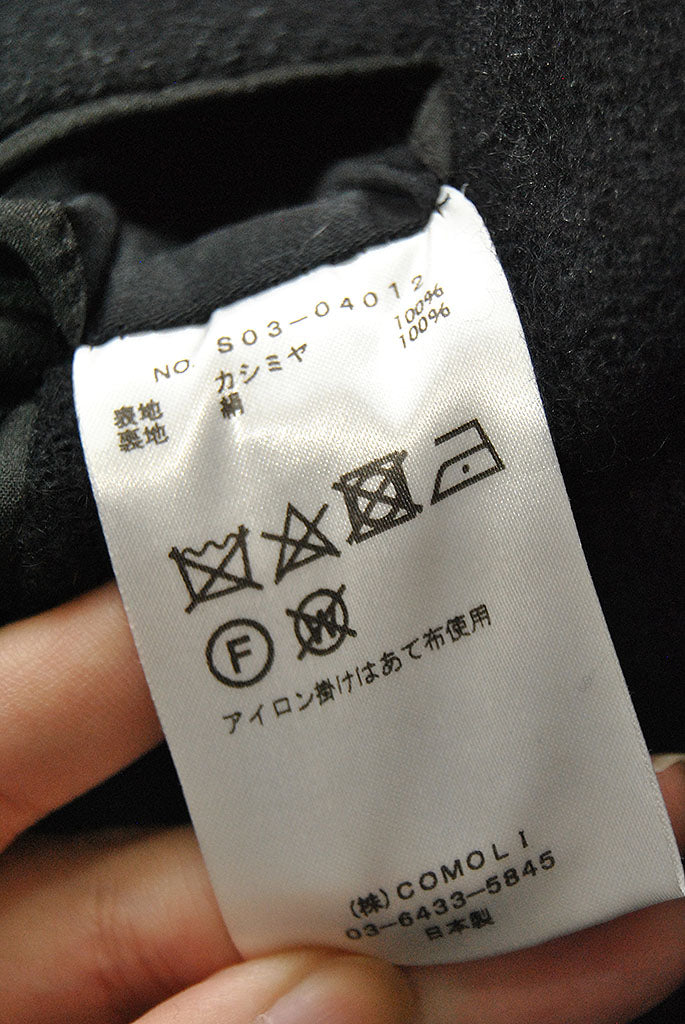 NO. S03-04012
表地 カシミヤ 100%
裏地 絹 100%
F W
アイロン掛けはあて布使用
(株)COMOLI
03-6433-5845
日本製